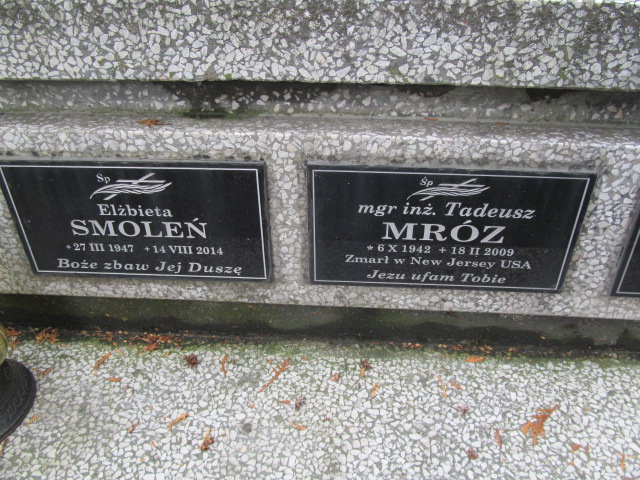 Śp
Elżbieta
SMOLEŃ
*27 III 1947 +14 VIII 2014
Boże zbaw Jej Duszę
Śp
mgr inż. Tadeusz
MRÓZ
* 6 X 1942 + 18 II 2009
Zmarł w New Jersey USA
Jezu ufam Tobie